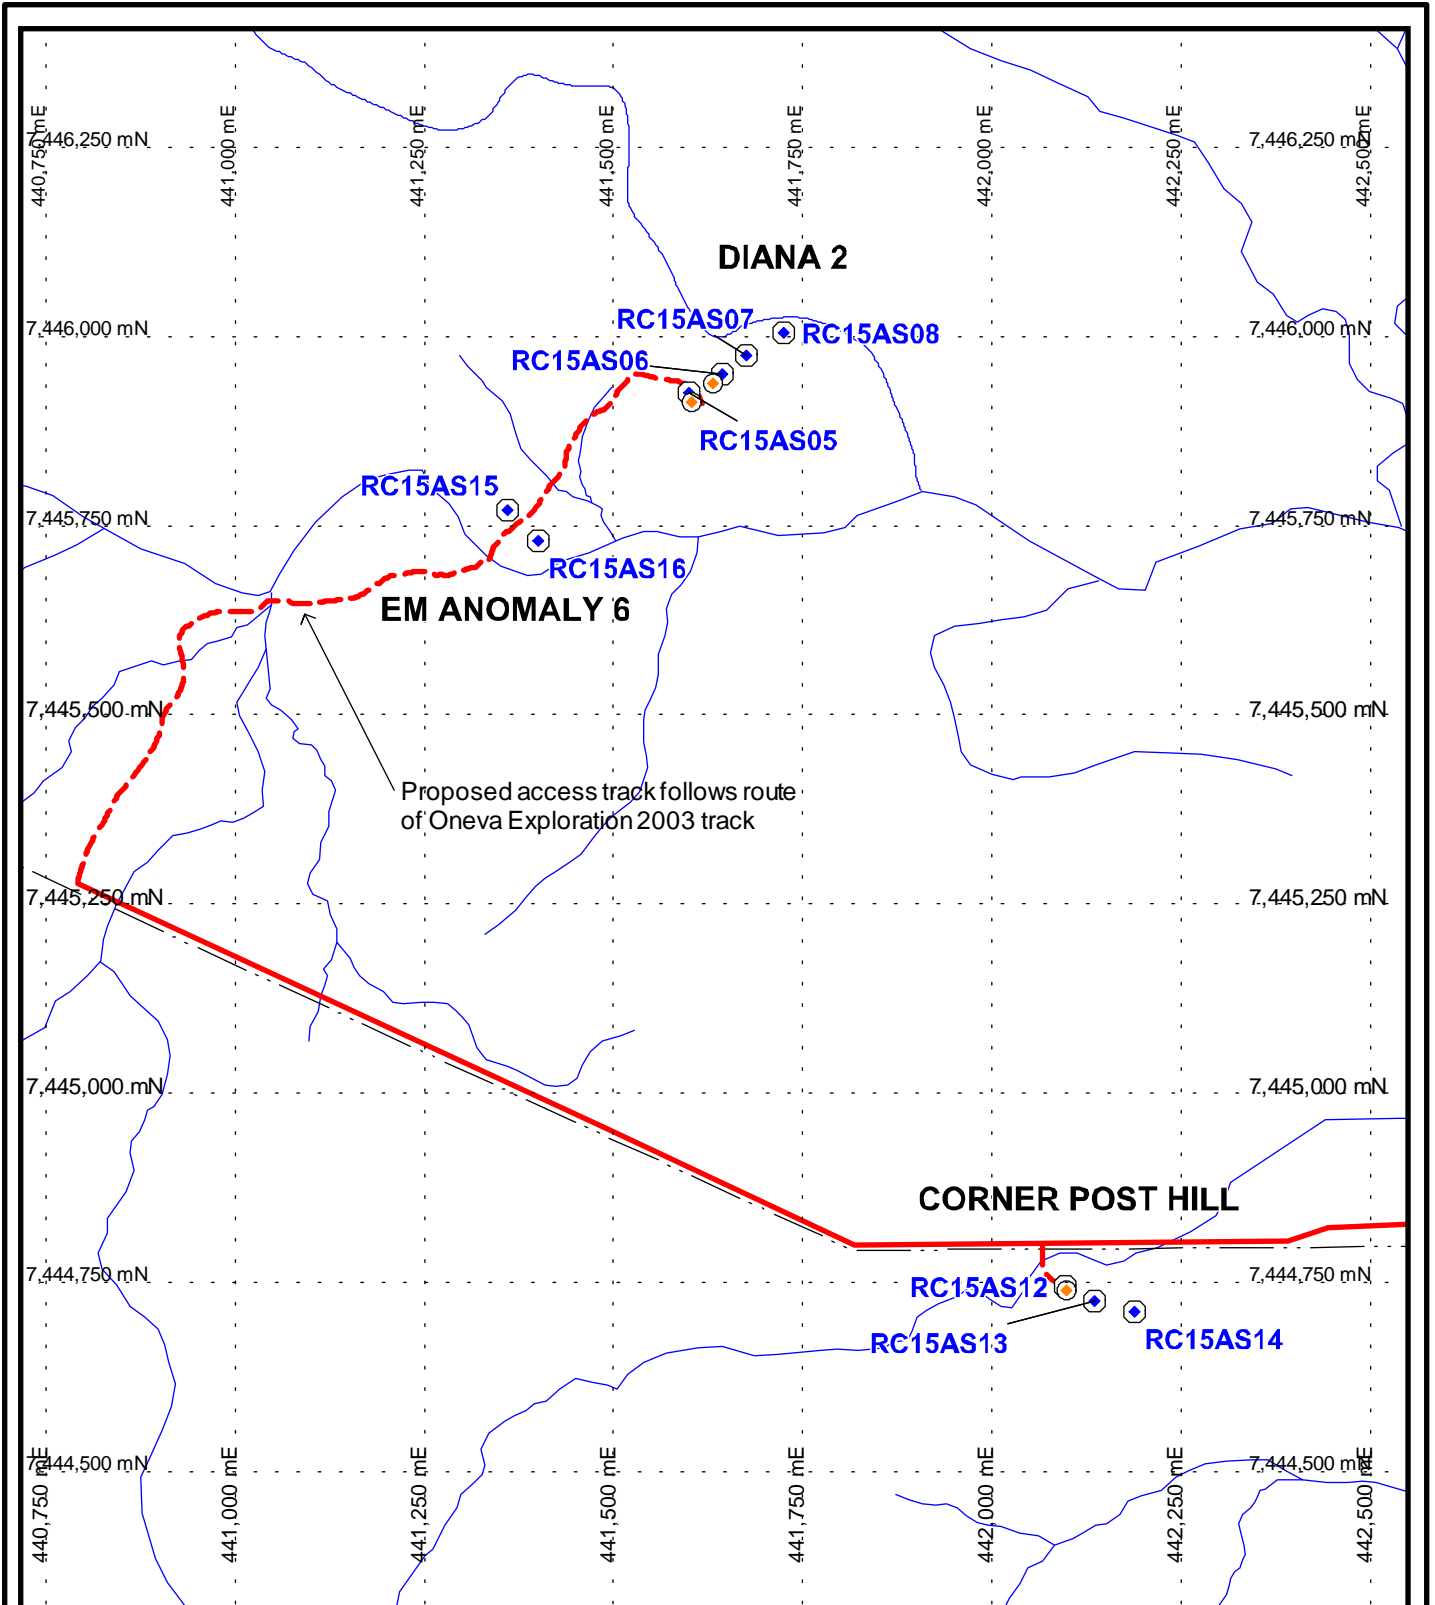 440,750 mE
441,000 mE
441,250 mE
441,500 mE
441,750 mE
442,000 mE
442,250 mE
442,500 mE
7,446,250 mN
7,446,250 mN
DIANA 2
RC15AS07
7,446,000 mN
RC15AS08
7,446,000 mN
RC15AS06
RC15AS05
RC15AS15
7,445,750 mN
7,445,750 mN
RC15AS16
EM ANOMALY 6
7,445,500 mN
7,445,500 mN
Proposed access track follows route
of Oneva Exploration 2003 track
7,445,250 mN
7,445,250 mN
7,445,000 mN
7,445,000 mN
CORNER POST HILL
7,444,750 mN
RC15AS12
7,444,750 mN
RC15AS13
RC15AS14
7,444,500 mN
7,444,500 mN
440,750 mE
441,000 mE
441,250 mE
441,500 mE
441,750 mE
442,000 mE
442,250 mE
442,500 mE